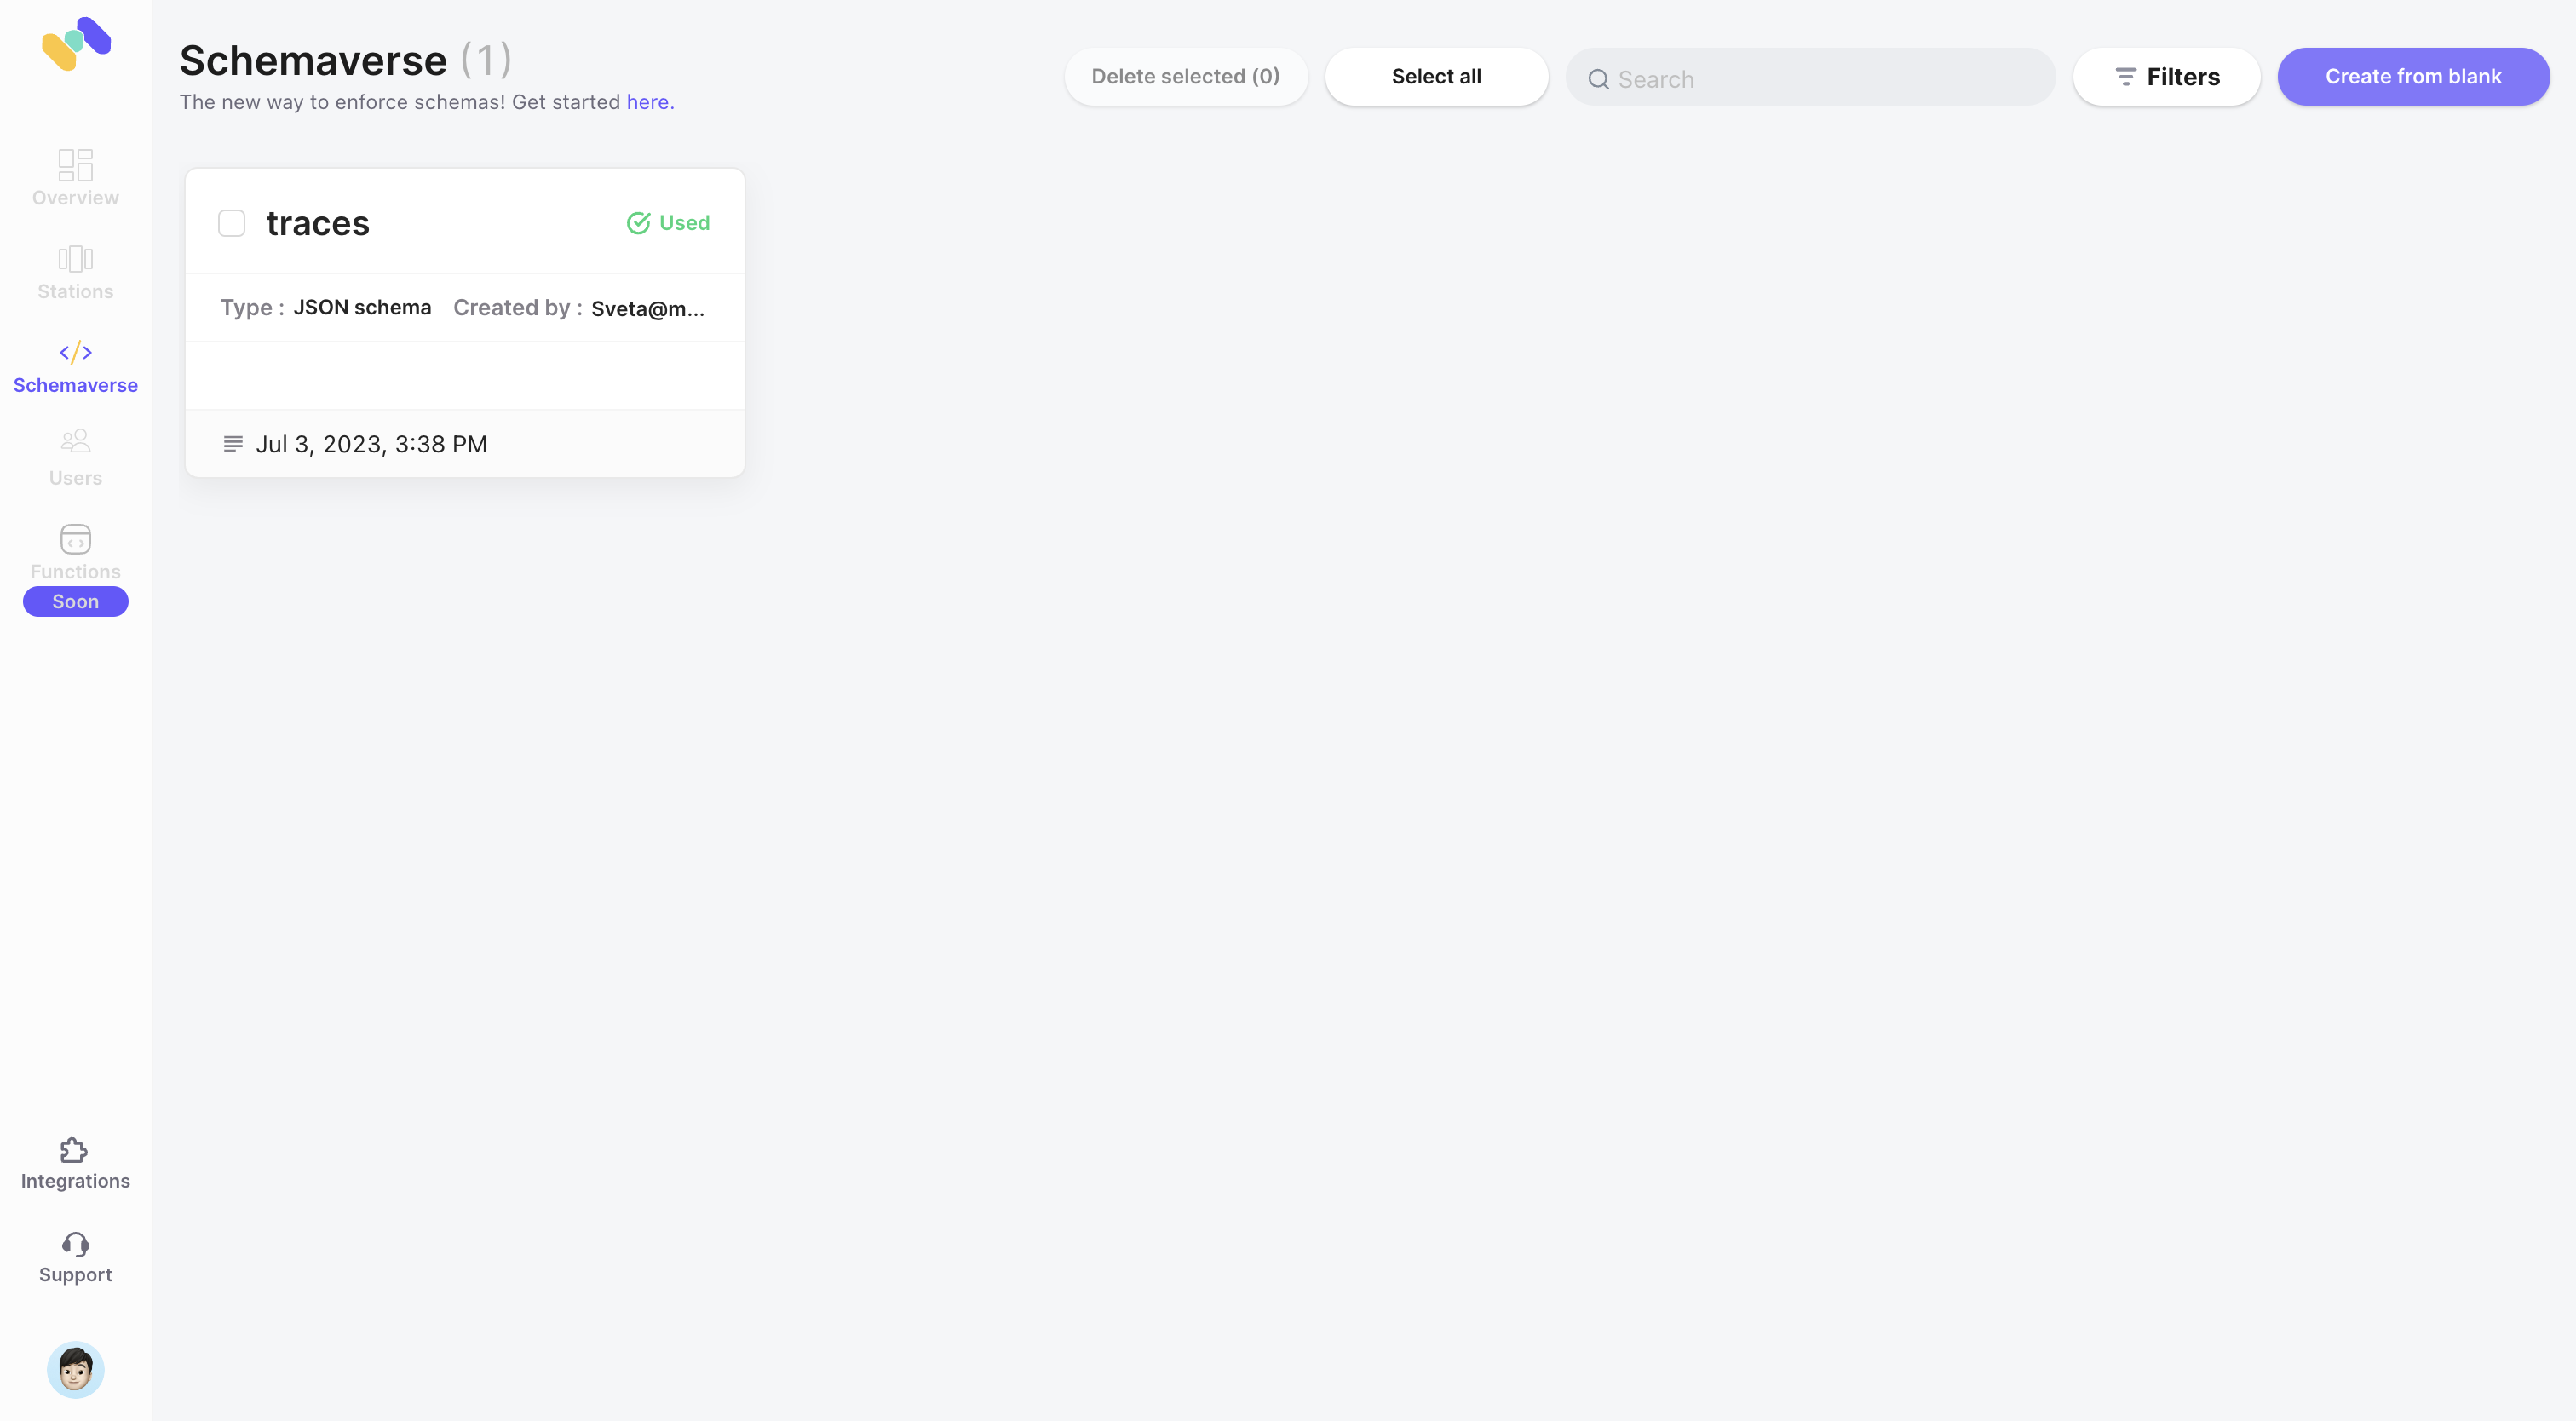 Schemaverse (1)
The new way to enforce schemas! Get started here.
Delete selected (0)
Select all
Search
Filters
Create from blank
Overview
Stations
Schemaverse
Users
Functions
Soon
Integrations
Support
traces
Used
Type : JSON schema Created by : Sveta@m...
Jul 3, 2023, 3:38 PM